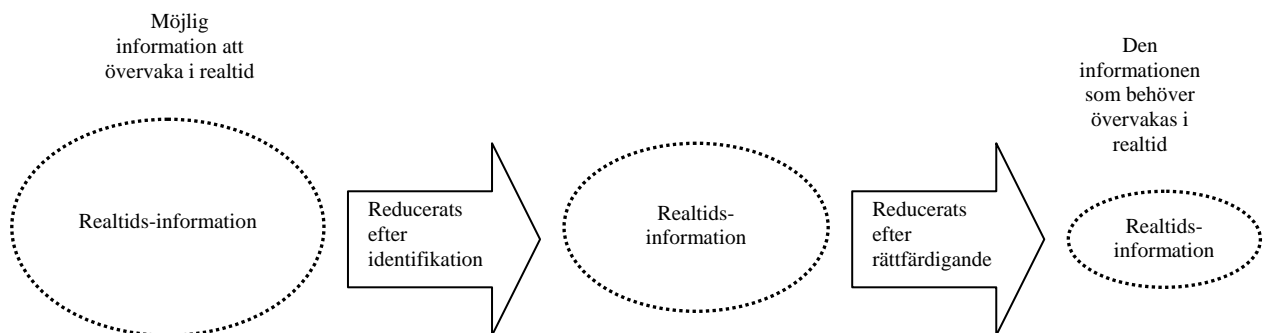 Möjlig
information att
övervaka i realtid
Realtids-information
Reducerats
efter
identifikation
Realtids-
information
Reducerats
efter
rättfärdigande
Den
informationen
som behöver
övervakas i
realtid
Realtids-
information